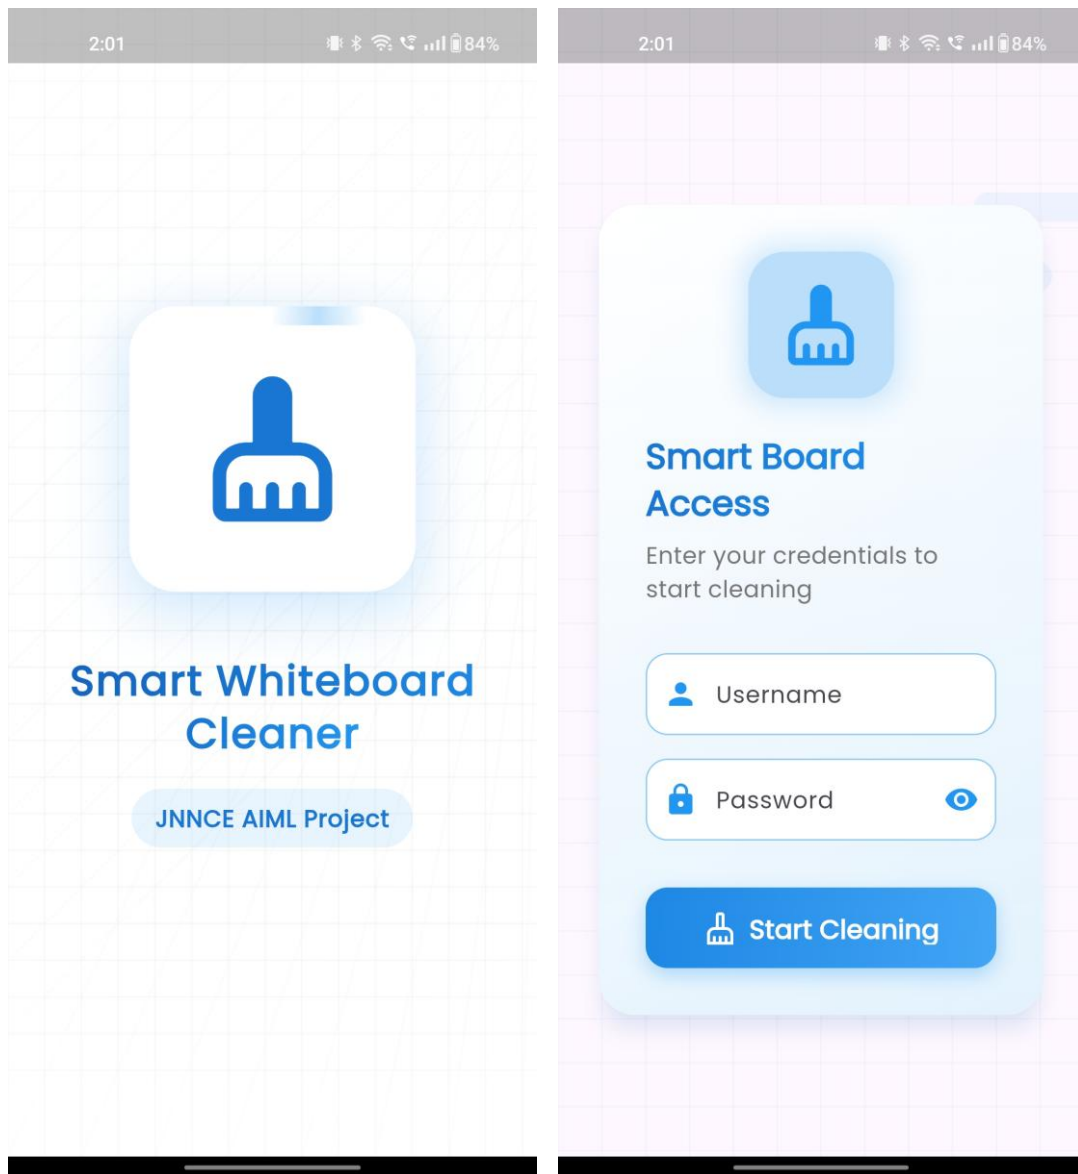 2:01
84%
Smart Whiteboard
Cleaner
JNNCE AIML Project
2:01
84%
Smart Board
Access
Enter your credentials to
start cleaning
Username
Password
Start Cleaning